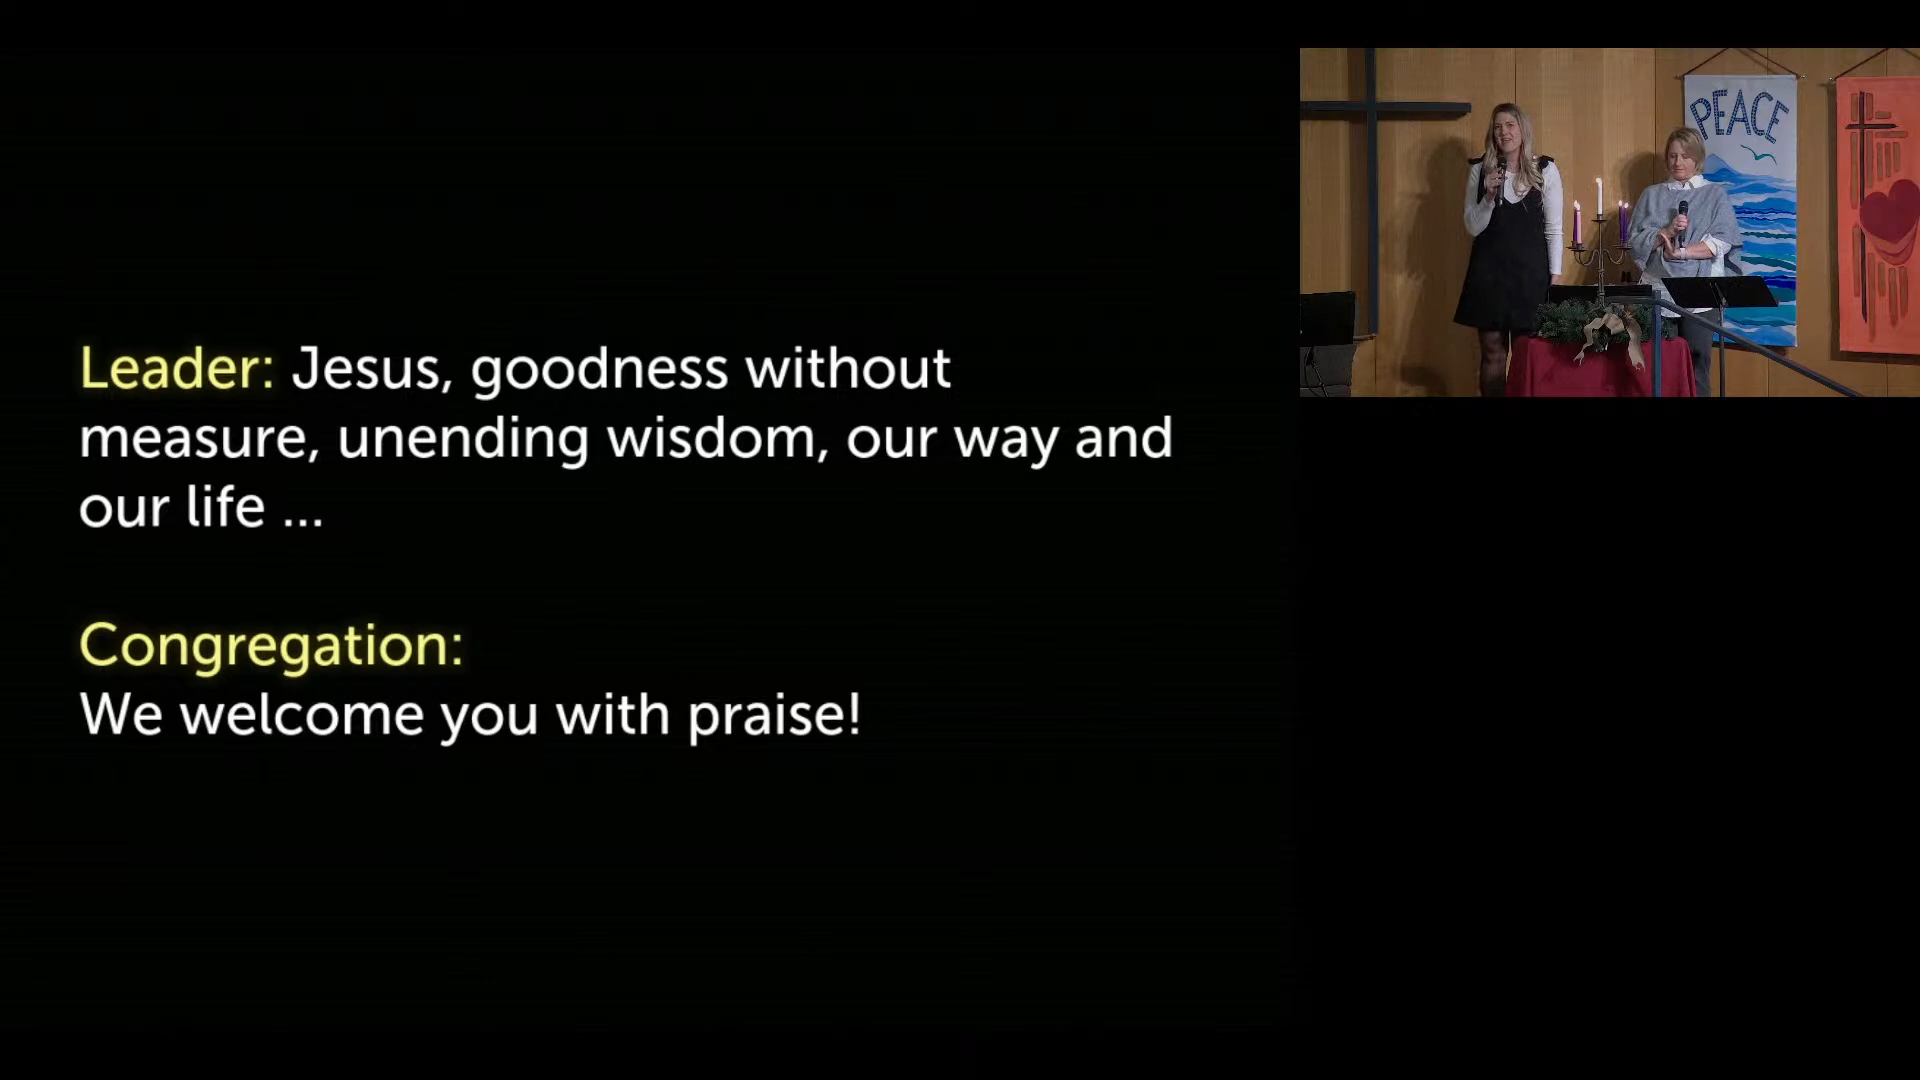 Leader: Jesus, goodness without
measure, unending wisdom, our way and
our life ...
Congregation:
We welcome you with praise!
PEACE